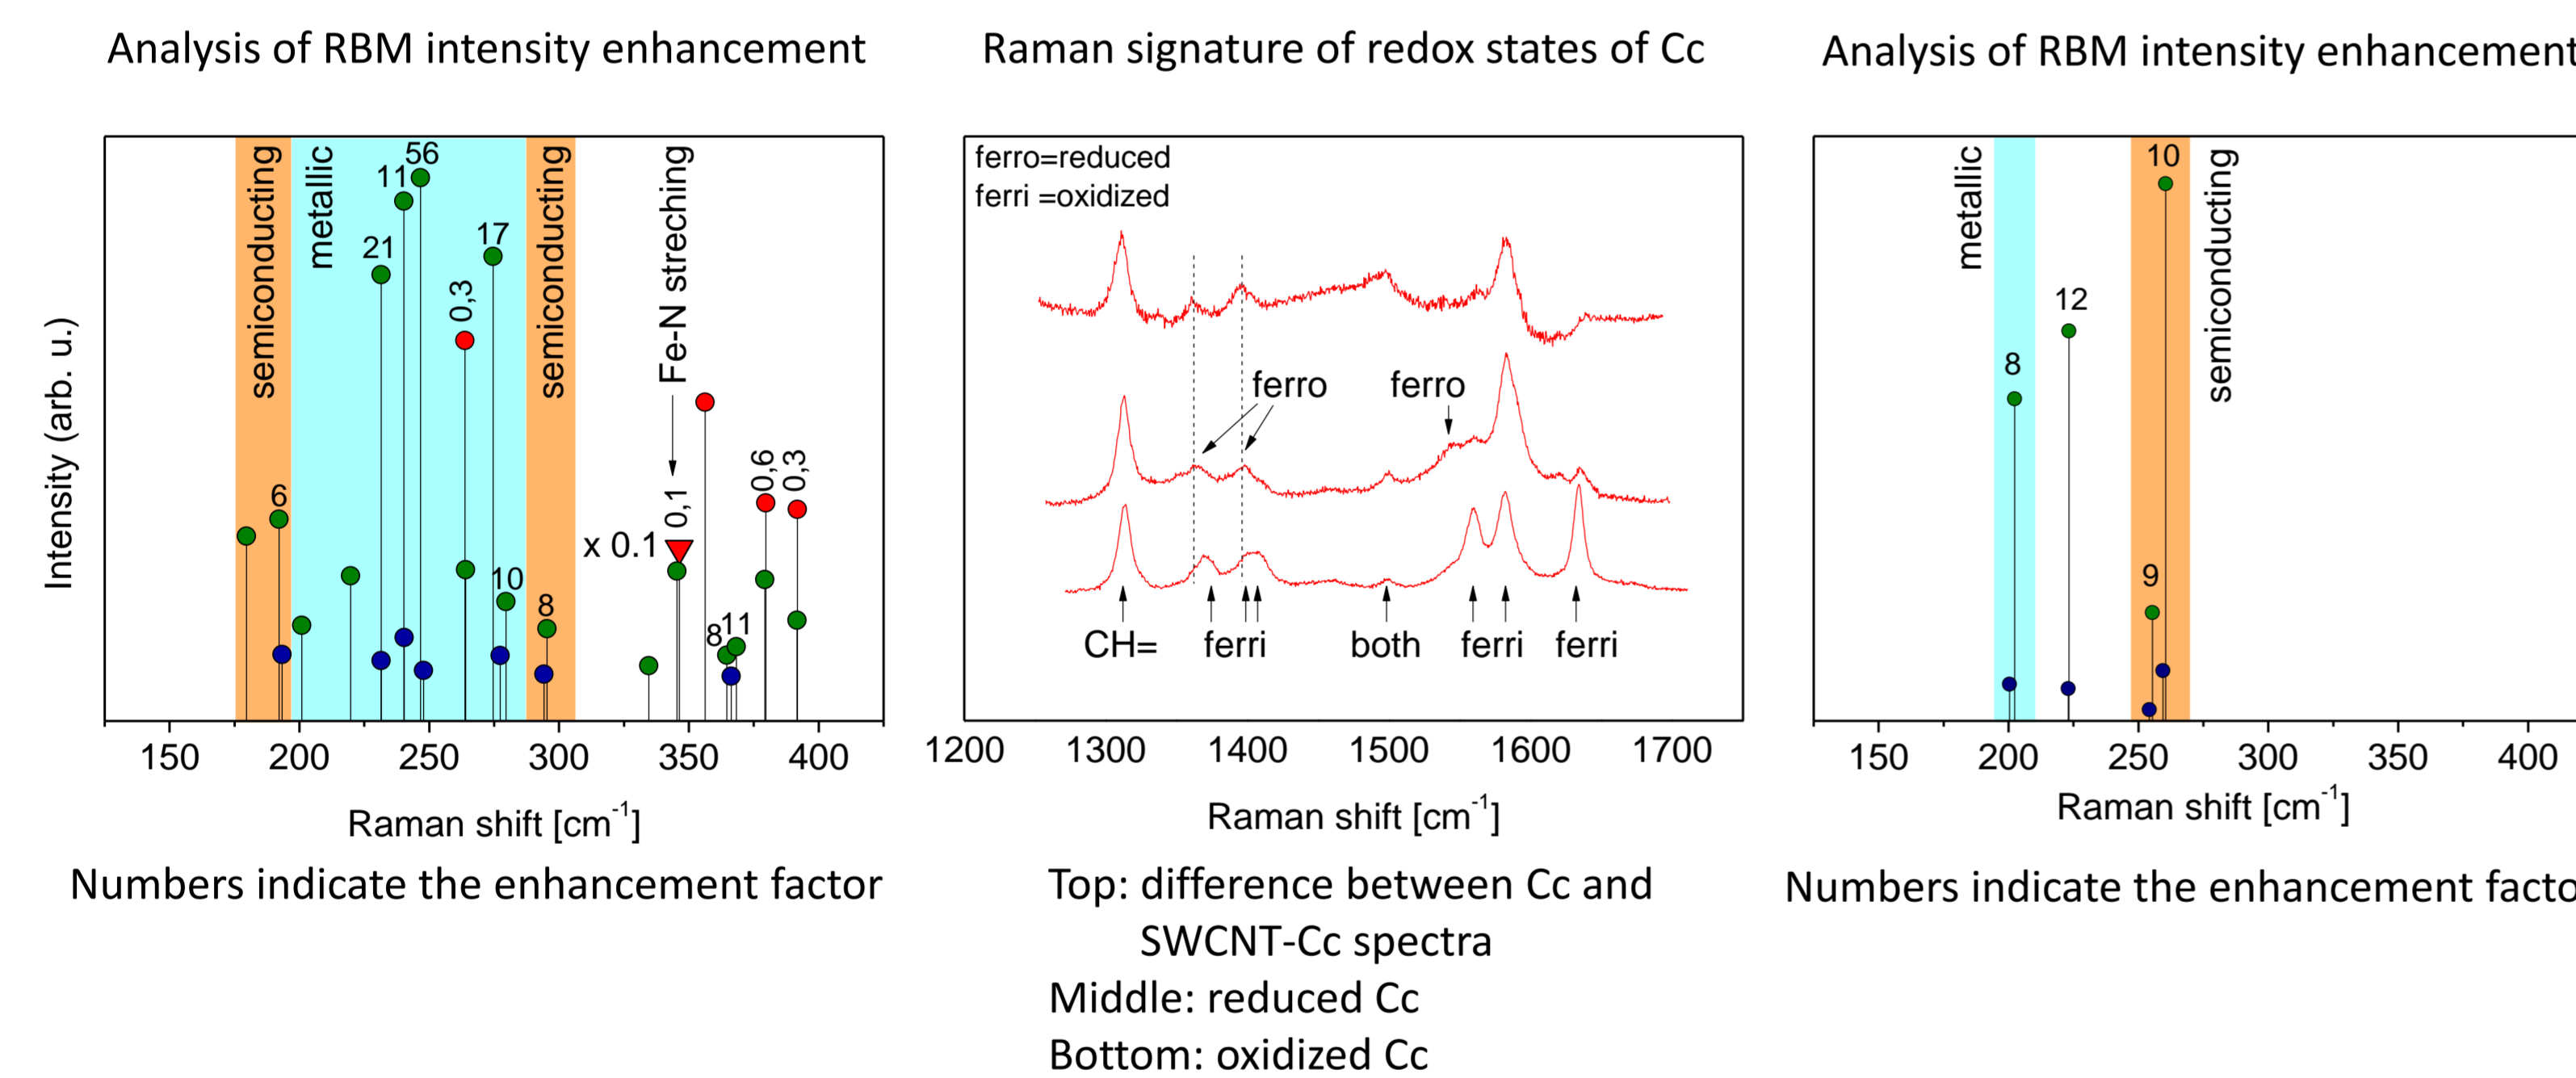 Analysis of RBM intensity enhancement
Intensity (arb. u.)
semiconducting
metallic
semiconducting
Fe-N streching
6
21
11
56
0,3
17
10
8
x 0.1
0,1
8
11
0,6
0,3
150 200 250 300 350 400
Raman shift [cm-1]
Numbers indicate the enhancement factor
Raman signature of redox states of Cc
ferro=reduced
ferri =oxidized
ferro
ferro
CH=
ferri
both
ferri
ferri
1200 1300 1400 1500 1600 1700
Raman shift [cm-1]
Top: difference between Cc and
SWCNT-Cc spectra
Middle: reduced Cc
Bottom: oxidized Cc
Analysis of RBM intensity enhancement
metallic
semiconducting
8
12
10
9
150 200 250 300 350 400
Raman shift [cm-1]
Numbers indicate the enhancement facto